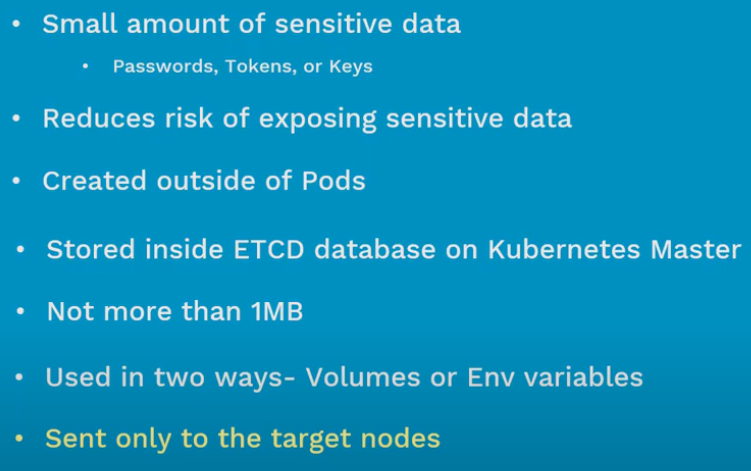 • Small amount of sensitive data
• Passwords, Tokens, or Keys
• Reduces risk of exposing sensitive data
• Created outside of Pods
• Stored inside ETCD database on Kubernetes Master
• Not more than 1MB
• Used in two ways- Volumes or Env variables
• Sent only to the target nodes